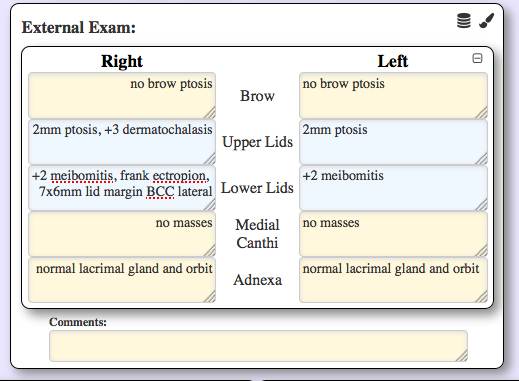 External Exam:
Right Left
no brow ptosis Brow no brow ptosis
2mm ptosis, +3 dermatochalasis Upper Lids 2mm ptosis
+2 meibomitis, frank ectropion,
7x6mm lid margin BCC lateral Lower Lids +2 meibomitis
no masses Medial
Canthi no masses
normal lacrimal gland and orbit Adnexa normal lacrimal gland and orbit
Comments: